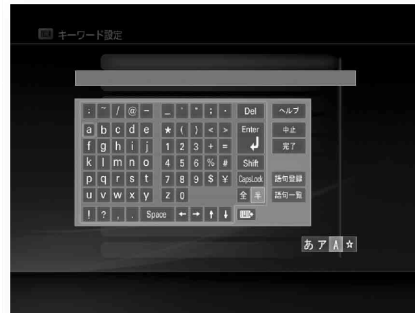 キーワード設定
: ~ / @ - _ ` " ; · Del ヘルプ
a b c d e * ( ) < > Enter 中止
f g h i j 1 2 3 + = 完了
k l m n o 4 5 6 % # Shift
p q r s t 7 8 9 $ ¥ CapsLock 語句登録
u v w x y z 0 全 半 語句一覧
! ? , . Space ← → ↑ ↓
あ ア A ☆